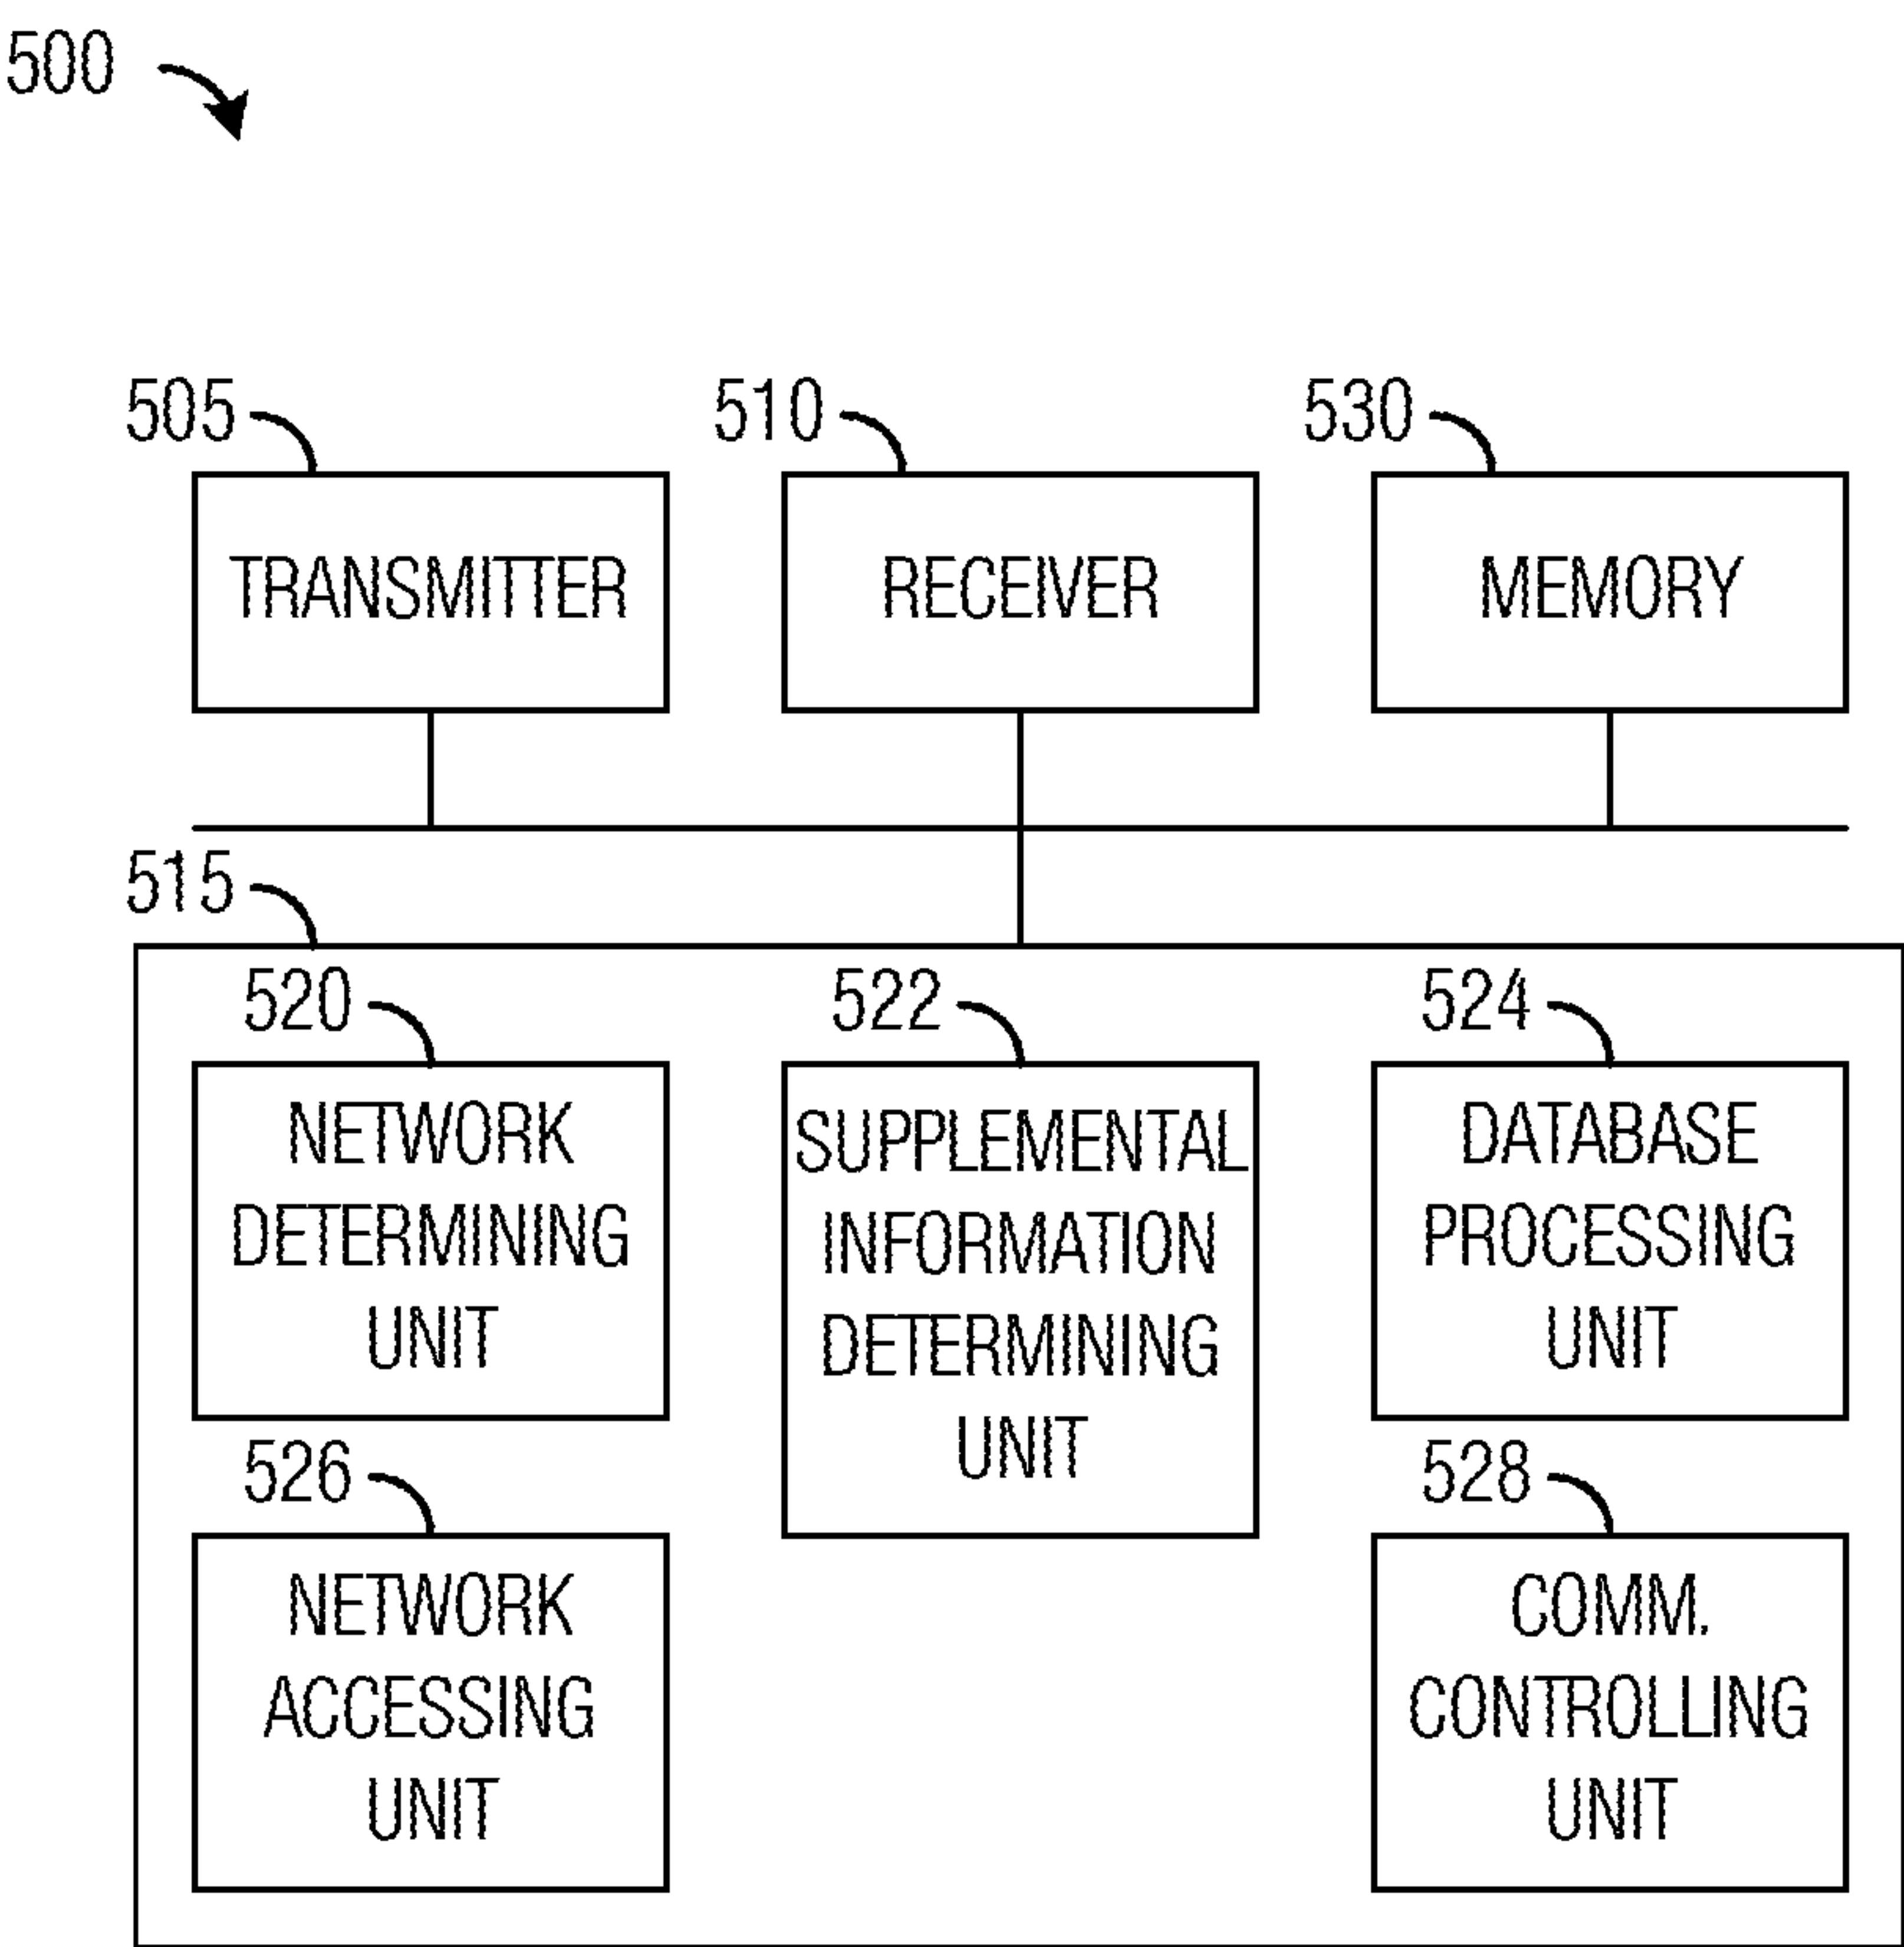 500
505
510
530
TRANSMITTER
RECEIVER
MEMORY
515
520
522
524
NETWORK
DETERMINING
UNIT
SUPPLEMENTAL
INFORMATION
DETERMINING
UNIT
DATABASE
PROCESSING
UNIT
526
528
NETWORK
ACCESSING
UNIT
COMM.
CONTROLLING
UNIT